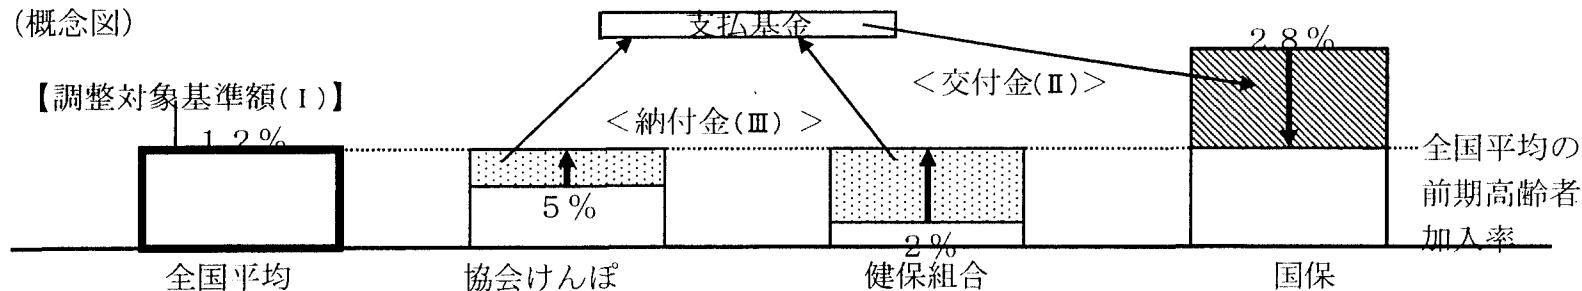 (概念図)
支払基金
28%
【調整対象基準額(Ⅰ)】
<交付金(Ⅱ)>
<納付金(Ⅲ) >
12%
全国平均の
前期高齢者
加入率
5%
2%
全国平均
協会けんぽ
健保組合
国保